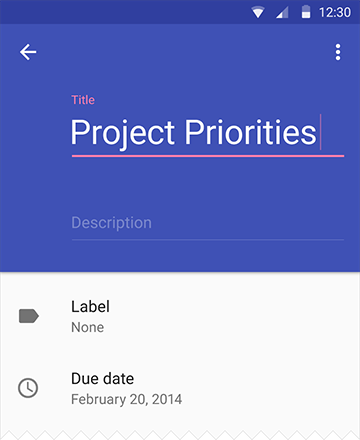 12:30
Title
Project Priorities
Description
Label
None
Due date
February 20, 2014